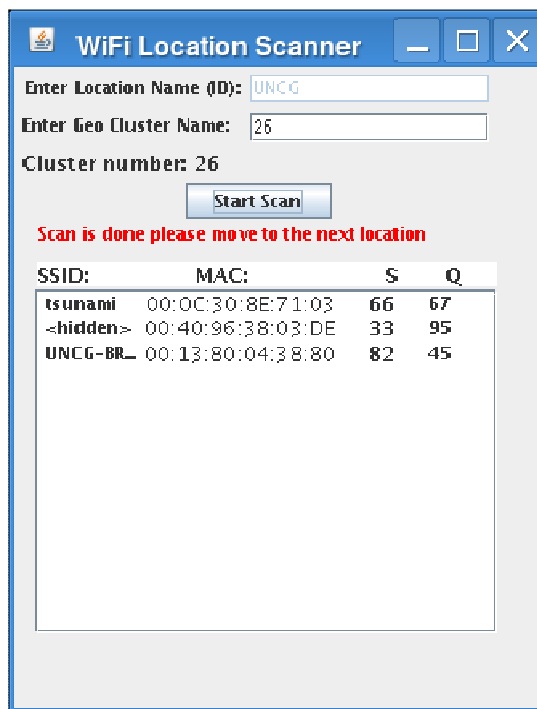 WiFi Location Scanner
Enter Location Name (ID): UNCG
Enter Geo Cluster Name: 26
Cluster number: 26
Start Scan
Scan is done please move to the next location
SSID: MAC: S Q
tsunami 00:0C:30:8E:71:03 66 67
<hidden> 00:40:96:38:03:DE 33 95
UNCG-BR... 00:13:80:04:38:80 82 45